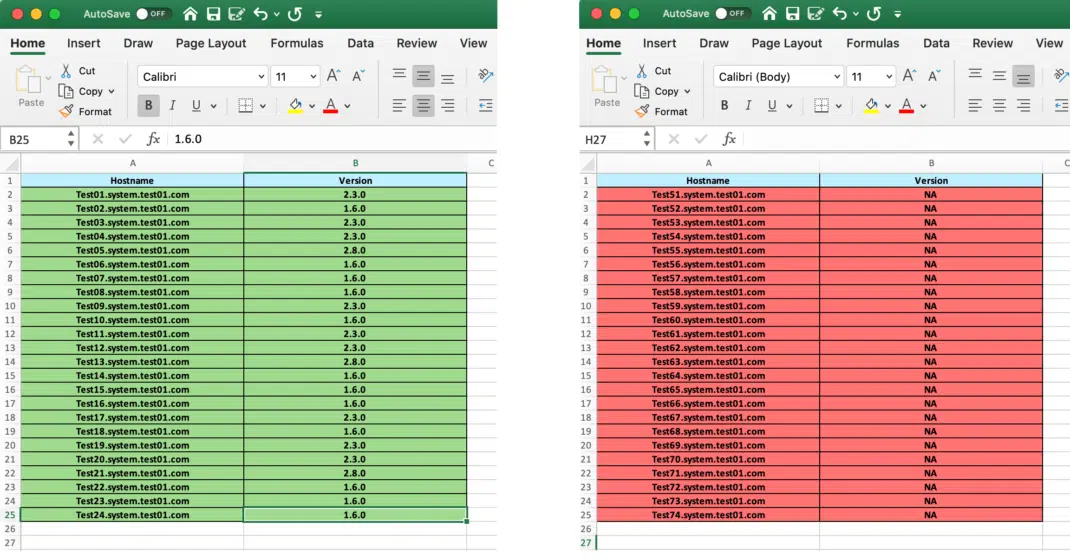 AutoSave OFF
Home Insert Draw Page Layout Formulas Data Review View
Paste
Cut
Copy
Format
Calibri 11
B I U
B25 fx 1.6.0
A B C
1 Hostname Version
2 Test01.system.test01.com 2.3.0
3 Test02.system.test01.com 1.6.0
4 Test03.system.test01.com 2.3.0
5 Test04.system.test01.com 2.3.0
6 Test05.system.test01.com 2.8.0
7 Test06.system.test01.com 1.6.0
8 Test07.system.test01.com 1.6.0
9 Test08.system.test01.com 1.6.0
10 Test09.system.test01.com 2.3.0
11 Test10.system.test01.com 1.6.0
12 Test11.system.test01.com 2.3.0
13 Test12.system.test01.com 2.3.0
14 Test13.system.test01.com 2.8.0
15 Test14.system.test01.com 1.6.0
16 Test15.system.test01.com 1.6.0
17 Test16.system.test01.com 1.6.0
18 Test17.system.test01.com 2.3.0
19 Test18.system.test01.com 1.6.0
20 Test19.system.test01.com 2.3.0
21 Test20.system.test01.com 2.3.0
22 Test21.system.test01.com 2.8.0
23 Test22.system.test01.com 1.6.0
24 Test23.system.test01.com 1.6.0
25 Test24.system.test01.com 1.6.0
26
27
AutoSave OFF
Home Insert Draw Page Layout Formulas Data Review View
Paste
Cut
Copy
Format
Calibri (Body) 11
B I U
H27 fx
A B C
1 Hostname Version
2 Test51.system.test01.com NA
3 Test52.system.test01.com NA
4 Test53.system.test01.com NA
5 Test54.system.test01.com NA
6 Test55.system.test01.com NA
7 Test56.system.test01.com NA
8 Test57.system.test01.com NA
9 Test58.system.test01.com NA
10 Test59.system.test01.com NA
11 Test60.system.test01.com NA
12 Test61.system.test01.com NA
13 Test62.system.test01.com NA
14 Test63.system.test01.com NA
15 Test64.system.test01.com NA
16 Test65.system.test01.com NA
17 Test66.system.test01.com NA
18 Test67.system.test01.com NA
19 Test68.system.test01.com NA
20 Test69.system.test01.com NA
21 Test70.system.test01.com NA
22 Test71.system.test01.com NA
23 Test72.system.test01.com NA
24 Test73.system.test01.com NA
25 Test74.system.test01.com NA
26
27